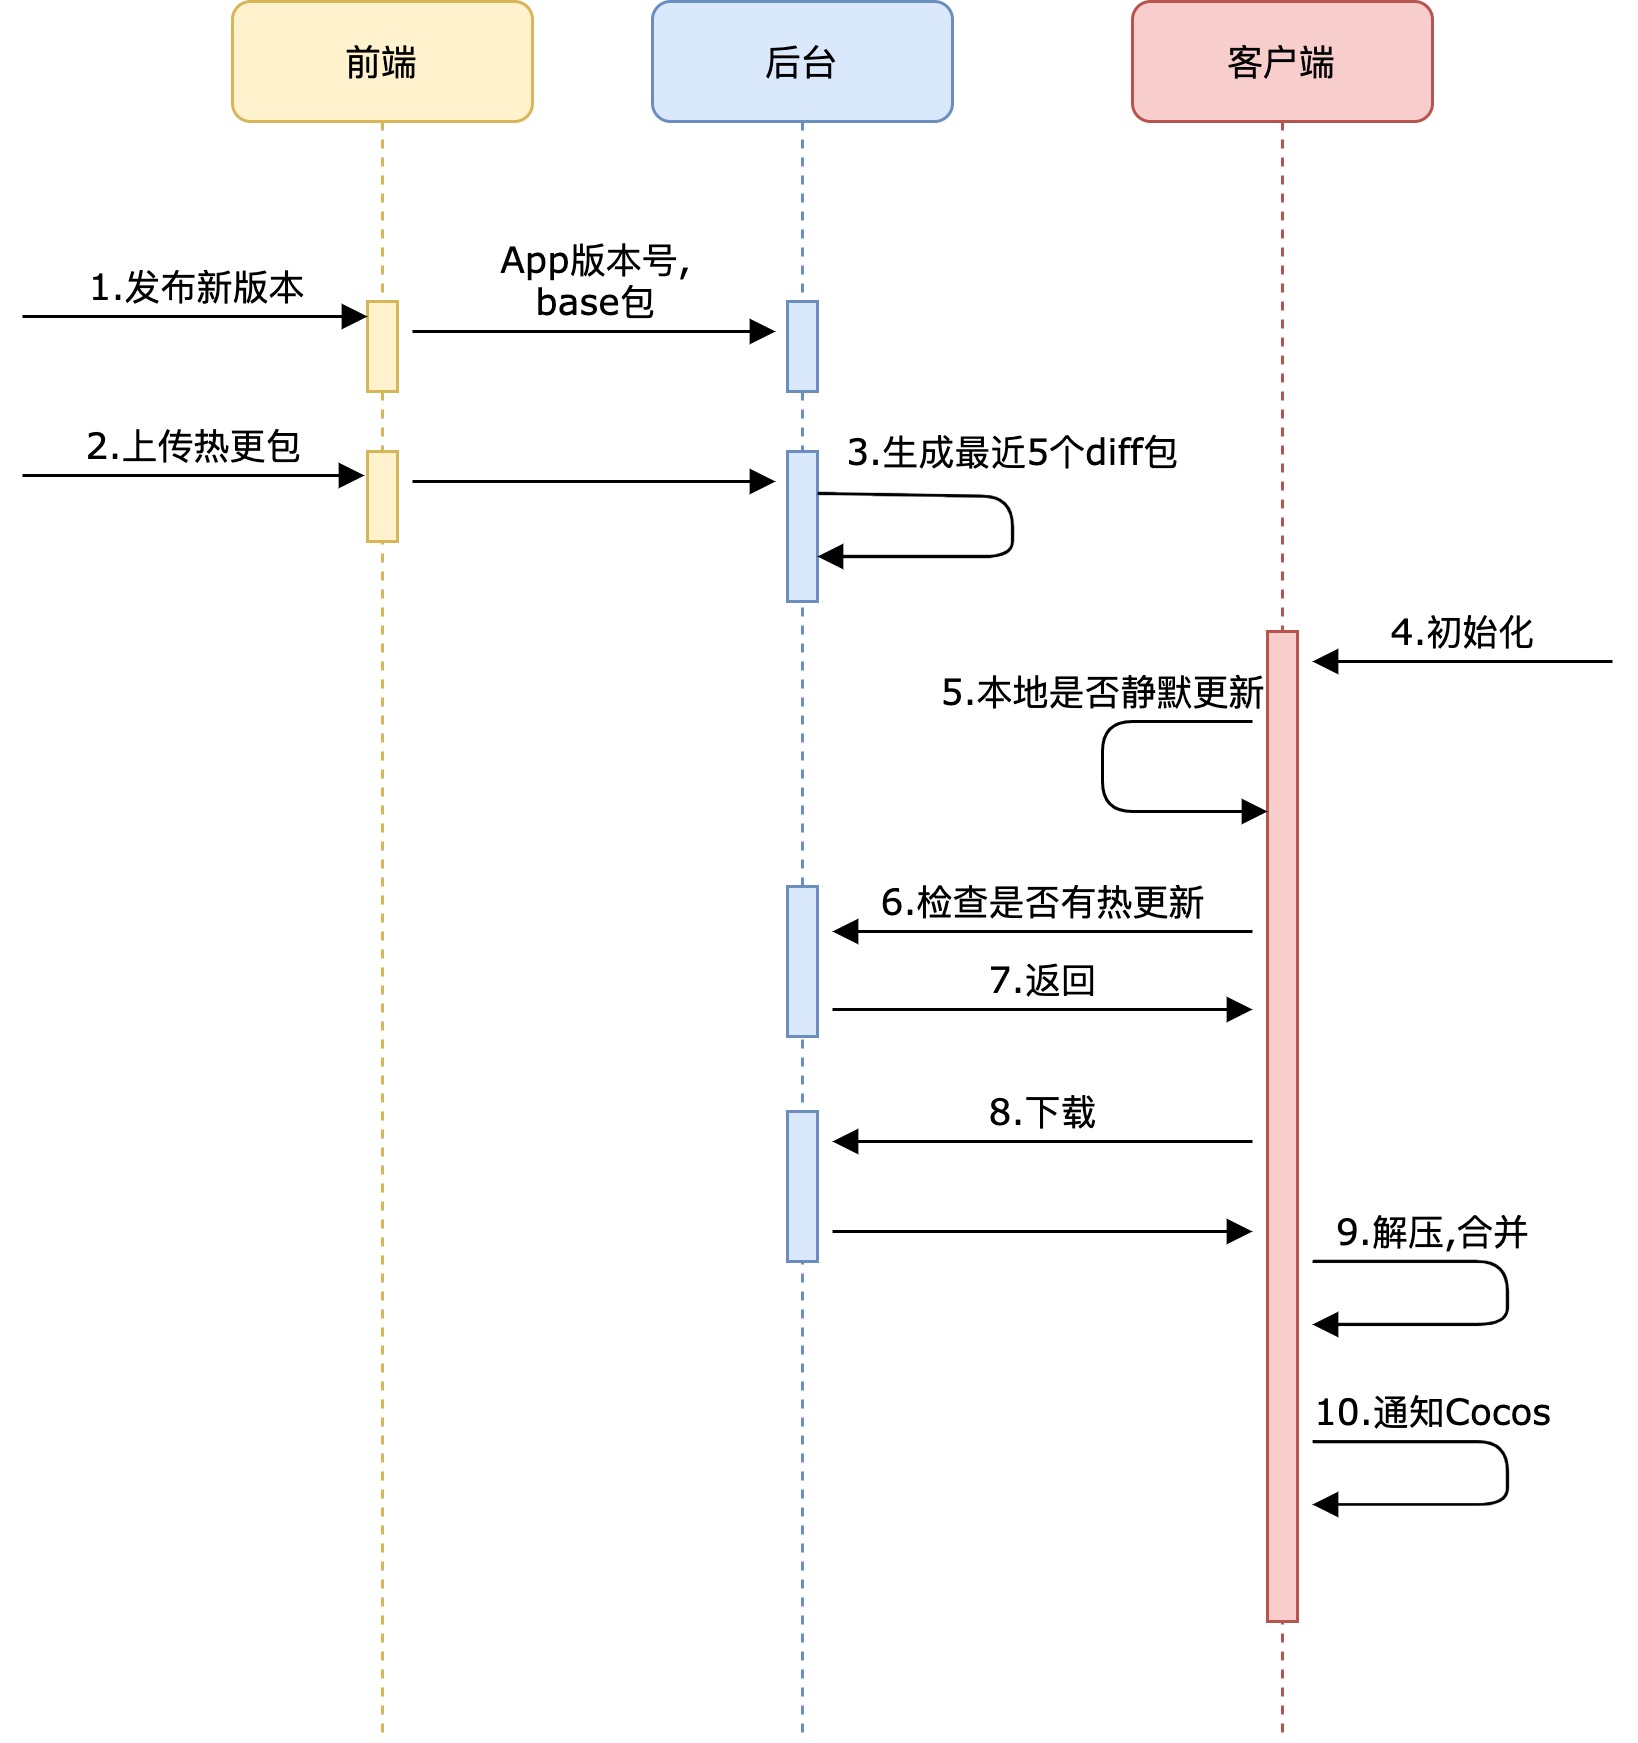 前端
后台
客户端
App版本号,
base包
1.发布新版本
2.上传热更包
3.生成最近5个diff包
4.初始化
5.本地是否静默更新
6.检查是否有热更新
7.返回
8.下载
9.解压,合并
10.通知Cocos